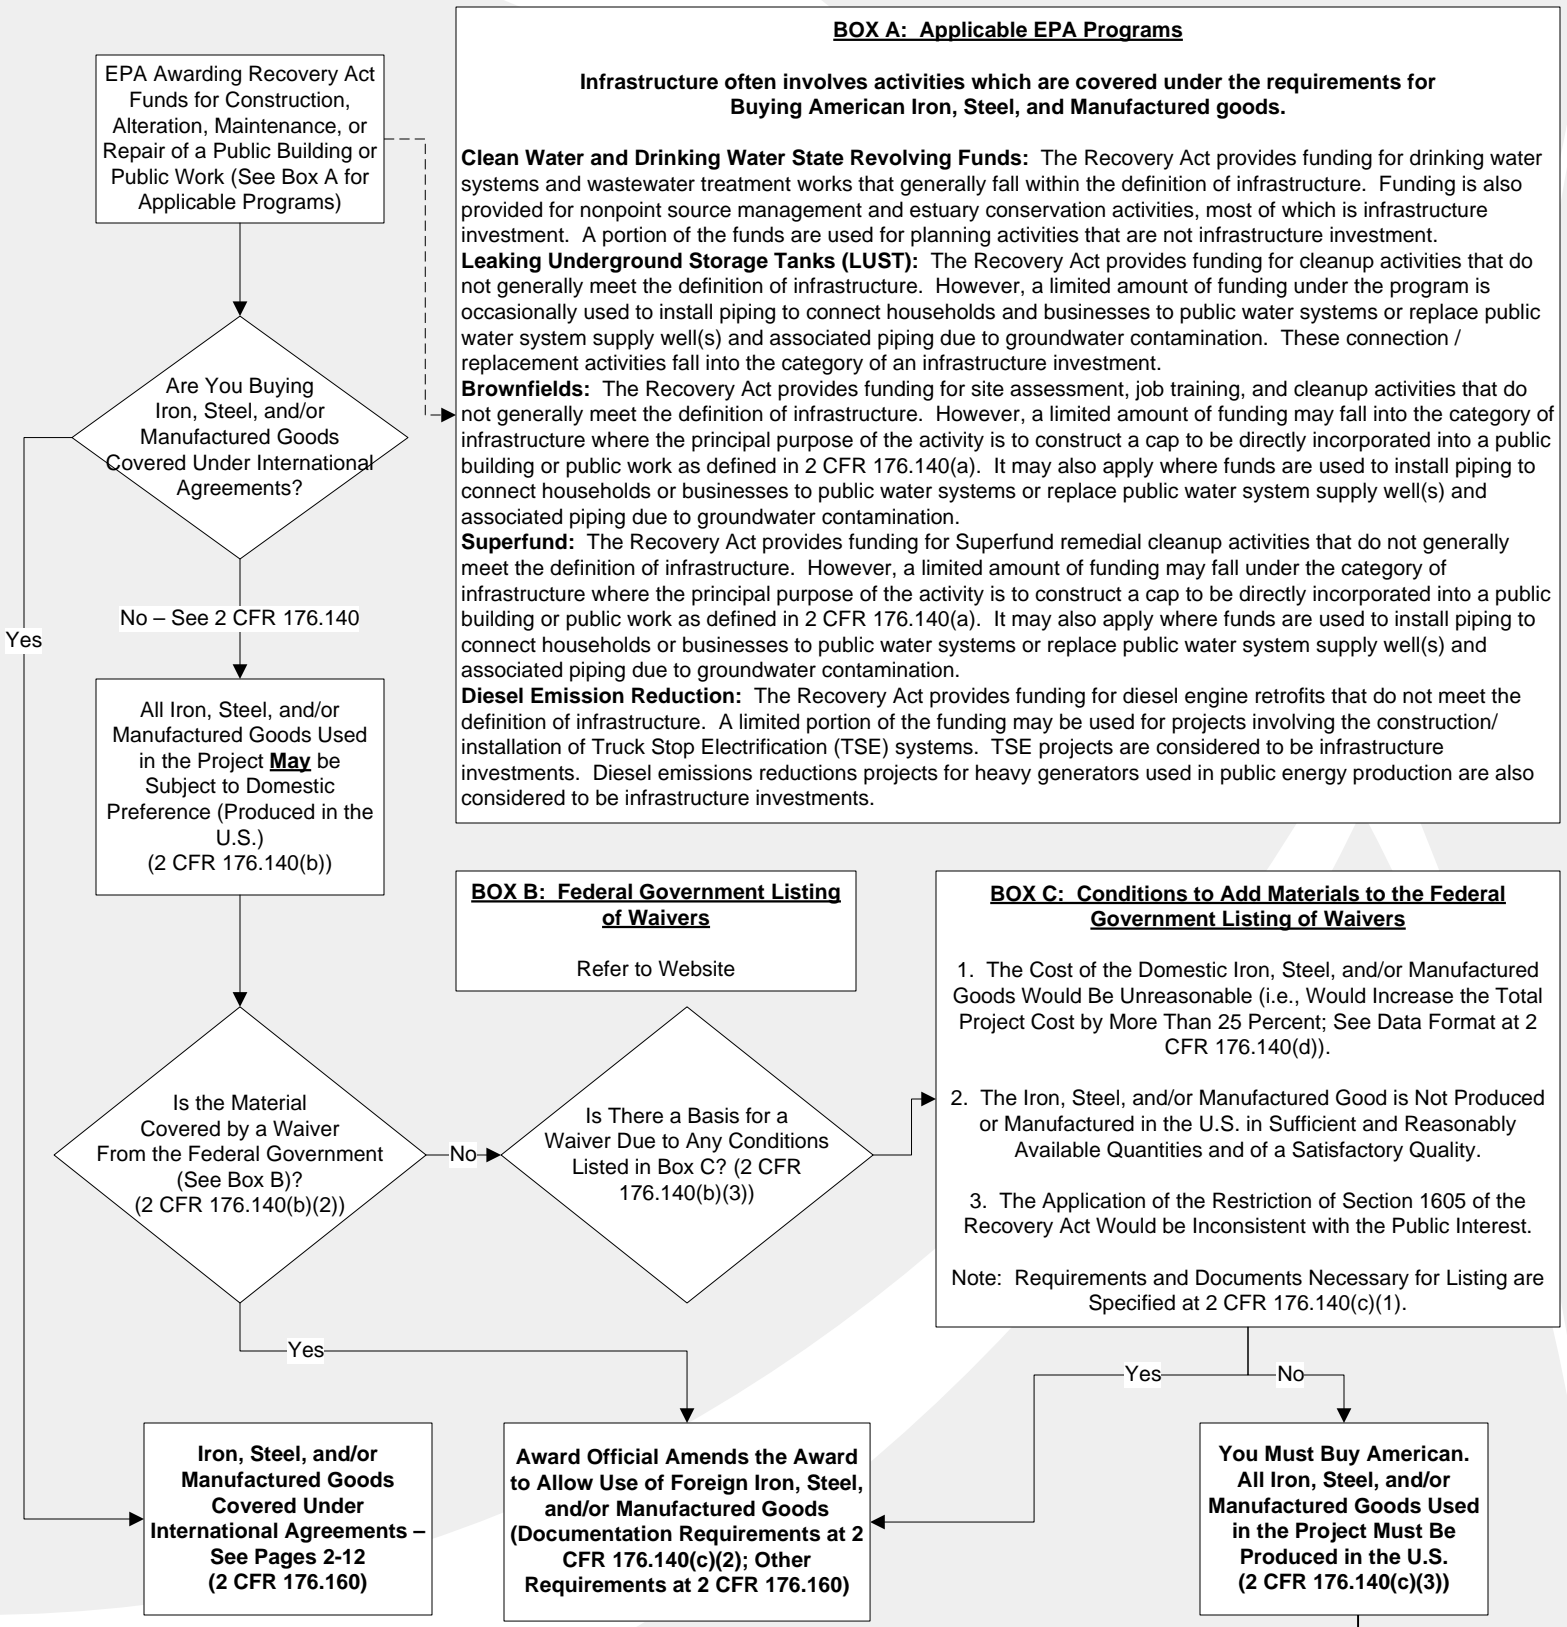 EPA Awarding Recovery Act
Funds for Construction,
Alteration, Maintenance, or
Repair of a Public Building or
Public Work (See Box A for
Applicable Programs)
BOX A:  Applicable EPA Programs
Infrastructure often involves activities which are covered under the requirements for
Buying American Iron, Steel, and Manufactured goods.
Clean Water and Drinking Water State Revolving Funds:  The Recovery Act provides funding for drinking water
systems and wastewater treatment works that generally fall within the definition of infrastructure.  Funding is also
provided for nonpoint source management and estuary conservation activities, most of which is infrastructure
investment.  A portion of the funds are used for planning activities that are not infrastructure investment.
Leaking Underground Storage Tanks (LUST):  The Recovery Act provides funding for cleanup activities that do
not generally meet the definition of infrastructure.  However, a limited amount of funding under the program is
occasionally used to install piping to connect households and businesses to public water systems or replace public
water system supply well(s) and associated piping due to groundwater contamination.  These connection /
replacement activities fall into the category of an infrastructure investment.
Brownfields:  The Recovery Act provides funding for site assessment, job training, and cleanup activities that do
not generally meet the definition of infrastructure.  However, a limited amount of funding may fall into the category of
infrastructure where the principal purpose of the activity is to construct a cap to be directly incorporated into a public
building or public work as defined in 2 CFR 176.140(a).  It may also apply where funds are used to install piping to
connect households or businesses to public water systems or replace public water system supply well(s) and
associated piping due to groundwater contamination.
Superfund:  The Recovery Act provides funding for Superfund remedial cleanup activities that do not generally
meet the definition of infrastructure.  However, a limited amount of funding may fall under the category of
infrastructure where the principal purpose of the activity is to construct a cap to be directly incorporated into a public
building or public work as defined in 2 CFR 176.140(a).  It may also apply where funds are used to install piping to
connect households or businesses to public water systems or replace public water system supply well(s) and
associated piping due to groundwater contamination.
Diesel Emission Reduction:  The Recovery Act provides funding for diesel engine retrofits that do not meet the
definition of infrastructure.  A limited portion of the funding may be used for projects involving the construction/
installation of Truck Stop Electrification (TSE) systems.  TSE projects are considered to be infrastructure
investments.  Diesel emissions reductions projects for heavy generators used in public energy production are also
considered to be infrastructure investments.
Are You Buying
Iron, Steel, and/or
Manufactured Goods
Covered Under International
Agreements?
No – See 2 CFR 176.140
Yes
All Iron, Steel, and/or
Manufactured Goods Used
in the Project May be
Subject to Domestic
Preference (Produced in the
U.S.)
(2 CFR 176.140(b))
BOX B:  Federal Government Listing
of Waivers
Refer to Website
BOX C:  Conditions to Add Materials to the Federal
Government Listing of Waivers
1.  The Cost of the Domestic Iron, Steel, and/or Manufactured
Goods Would Be Unreasonable (i.e., Would Increase the Total
Project Cost by More Than 25 Percent; See Data Format at 2
CFR 176.140(d)).
2.  The Iron, Steel, and/or Manufactured Good is Not Produced
or Manufactured in the U.S. in Sufficient and Reasonably
Available Quantities and of a Satisfactory Quality.
3.  The Application of the Restriction of Section 1605 of the
Recovery Act Would be Inconsistent with the Public Interest.
Note:  Requirements and Documents Necessary for Listing are
Specified at 2 CFR 176.140(c)(1).
Is the Material
Covered by a Waiver
From the Federal Government
(See Box B)?
(2 CFR 176.140(b)(2))
No
Is There a Basis for a
Waiver Due to Any Conditions
Listed in Box C? (2 CFR
176.140(b)(3))
Yes
Yes
No
Iron, Steel, and/or
Manufactured Goods
Covered Under
International Agreements –
See Pages 2-12
(2 CFR 176.160)
Award Official Amends the Award
to Allow Use of Foreign Iron, Steel,
and/or Manufactured Goods
(Documentation Requirements at 2
CFR 176.140(c)(2); Other
Requirements at 2 CFR 176.160)
You Must Buy American.
All Iron, Steel, and/or
Manufactured Goods Used
in the Project Must Be
Produced in the U.S.
(2 CFR 176.140(c)(3))